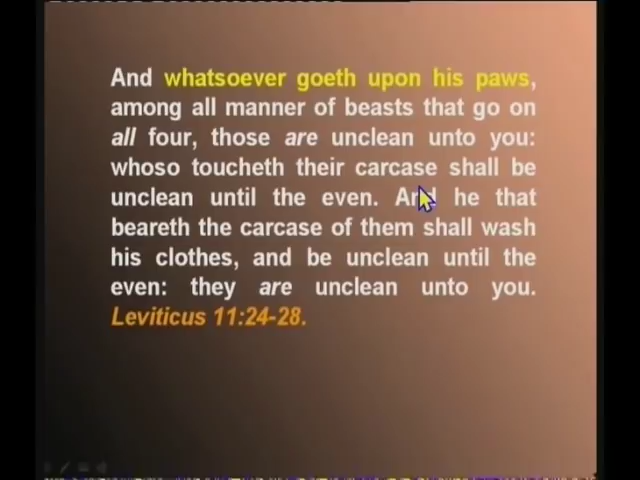 And whatsoever goeth upon his paws,
among all manner of beasts that go on
all four, those are unclean unto you:
whoso toucheth their carcase shall be
unclean until the even. And he that
beareth the carcase of them shall wash
his clothes, and be unclean until the
even: they are unclean unto you.
Leviticus 11:24-28.